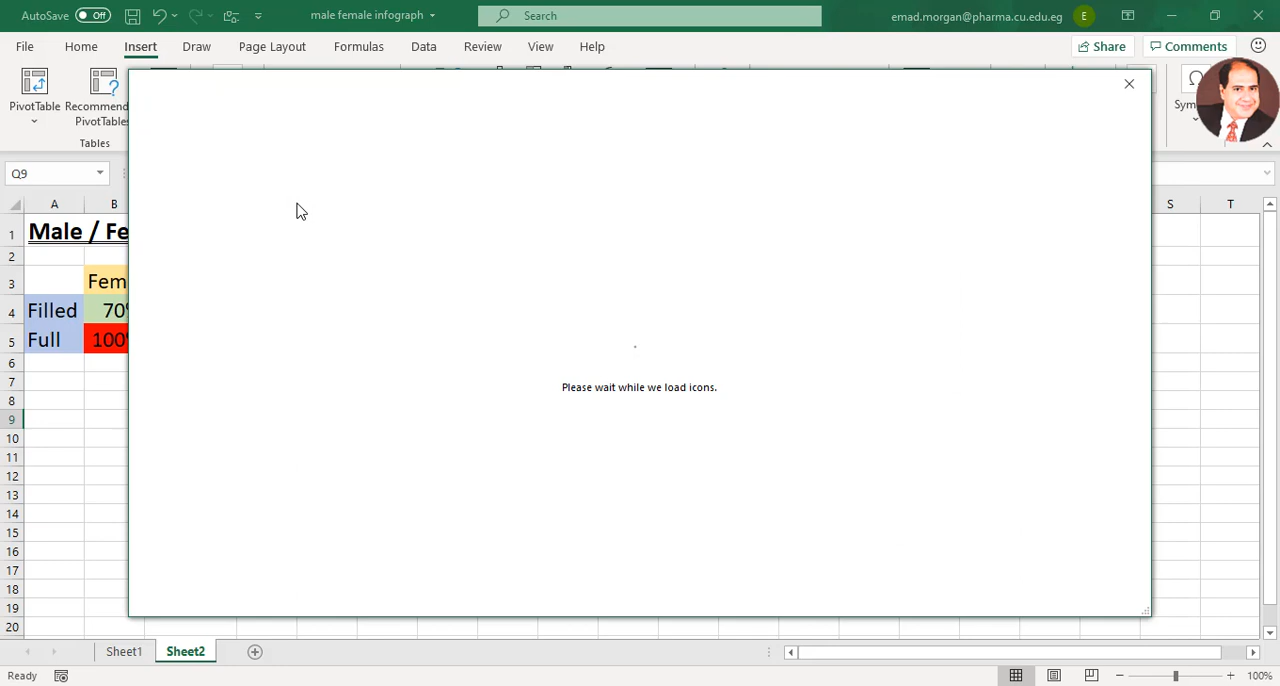 AutoSave Off male female infograph Search emad.morgan@pharma.cu.edu.eg E
File Home Insert Draw Page Layout Formulas Data Review View Help Share Comments
PivotTable
Recommend
PivotTables
Tables
Sym
Q9
A B S T
1 Male / Fe
2
3 Fem
4 Filled 70%
5 Full 100%
6
7
8
9
10
11
12
13
14
15
16
17
18
19
20
Please wait while we load icons.
Sheet1 Sheet2
Ready 100%